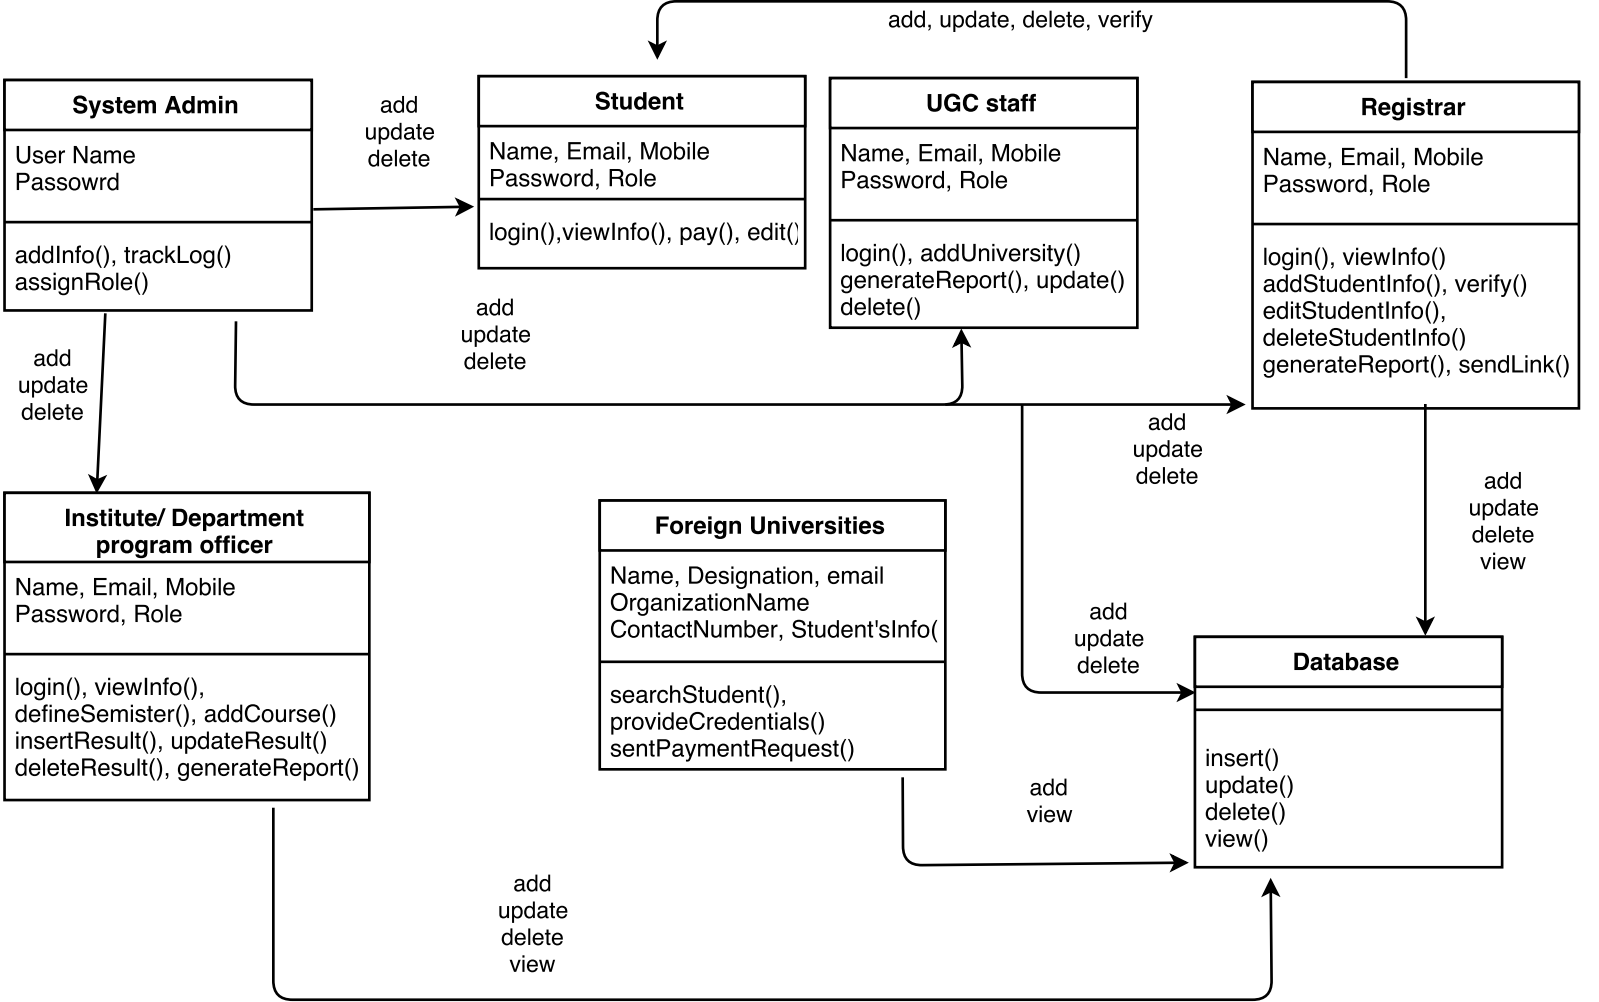 add, update, delete, verify
System Admin
User Name
Passowrd
addInfo(), trackLog()
assignRole()
add
update
delete
Student
Name, Email, Mobile
Password, Role
login(),viewInfo(), pay(), edit()
UGC staff
Name, Email, Mobile
Password, Role
login(), addUniversity()
generateReport(), update()
delete()
Registrar
Name, Email, Mobile
Password, Role
login(), viewInfo()
addStudentInfo(), verify()
editStudentInfo(),
deleteStudentInfo()
generateReport(), sendLink()
add
update
delete
add
update
delete
add
update
delete
add
update
delete
view
Institute/ Department
program officer
Name, Email, Mobile
Password, Role
login(), viewInfo(),
defineSemister(), addCourse()
insertResult(), updateResult()
deleteResult(), generateReport()
Foreign Universities
Name, Designation, email
OrganizationName
ContactNumber, Student'sInfo(
searchStudent(),
provideCredentials()
sentPaymentRequest()
add
update
delete
Database
insert()
update()
delete()
view()
add
view
add
update
delete
view